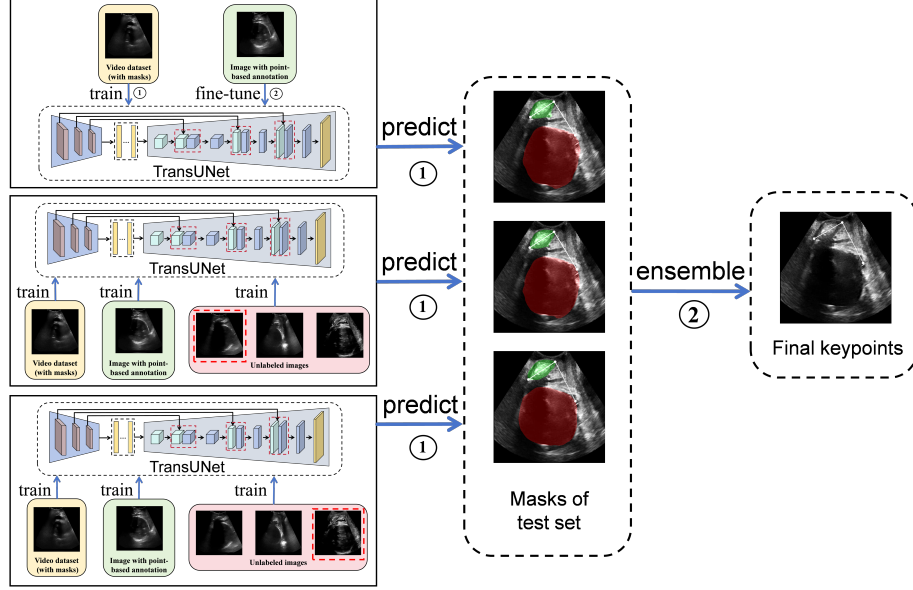 Video dataset
(with masks)
Image with point-
based annotation
train ①
fine-tune ②
...
TransUNet
predict
①
...
TransUNet
train
train
train
Video dataset
(with masks)
Image with point-
based annotation
Unlabeled images
predict
①
...
TransUNet
train
train
train
Video dataset
(with masks)
Image with point-
based annotation
Unlabeled images
predict
①
Masks of
test set
ensemble
②
Final keypoints